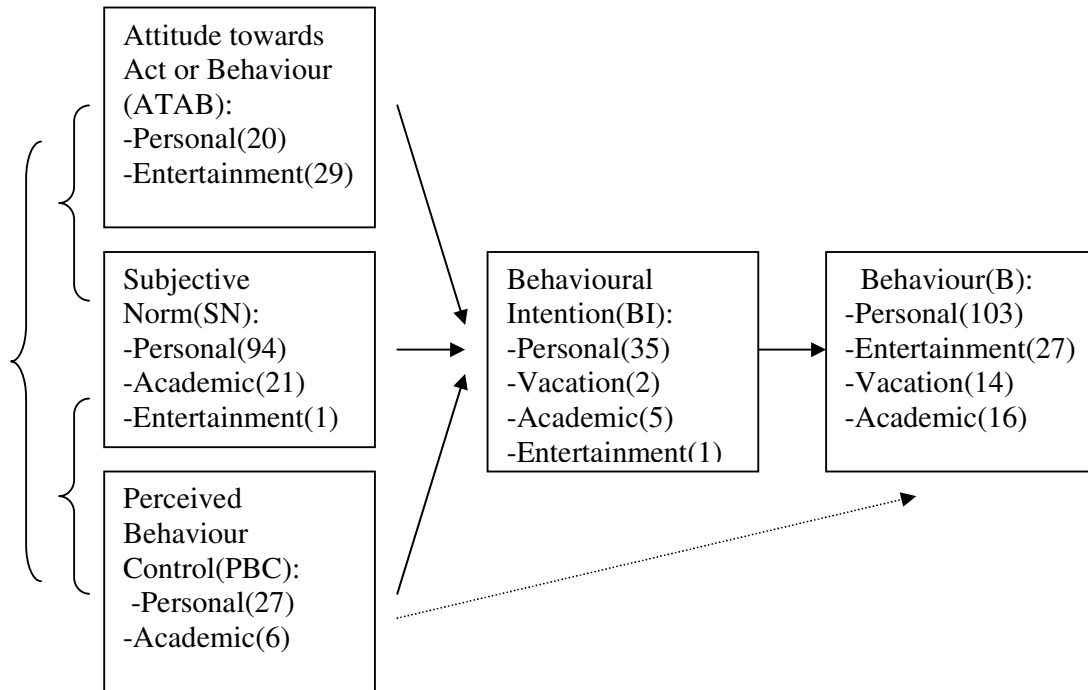 Attitude towards
Act or Behaviour
(ATAB):
-Personal(20)
-Entertainment(29)
Subjective
Norm(SN):
-Personal(94)
-Academic(21)
-Entertainment(1)
Perceived
Behaviour
Control(PBC):
-Personal(27)
-Academic(6)
Behavioural
Intention(BI):
-Personal(35)
-Vacation(2)
-Academic(5)
-Entertainment(1)
Behaviour(B):
-Personal(103)
-Entertainment(27)
-Vacation(14)
-Academic(16)